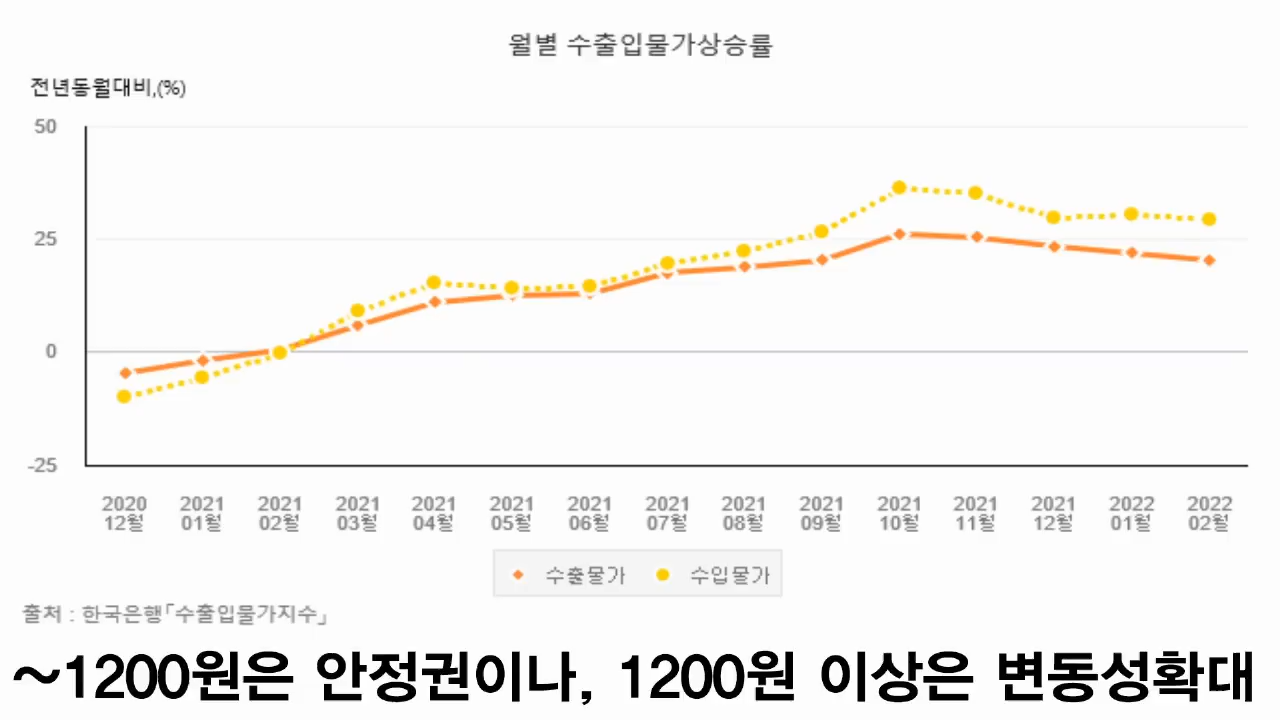 월별 수출입물가상승률
전년동월대비,(%)
50
25
0
-25
2020 2021 2021 2021 2021 2021 2021 2021 2021 2021 2021 2021 2021 2022 2022
12월 01월 02월 03월 04월 05월 06월 07월 08월 09월 10월 11월 12월 01월 02월
수출물가 수입물가
출처 : 한국은행「수출입물가지수」
~1200원은 안정권이나, 1200원 이상은 변동성확대